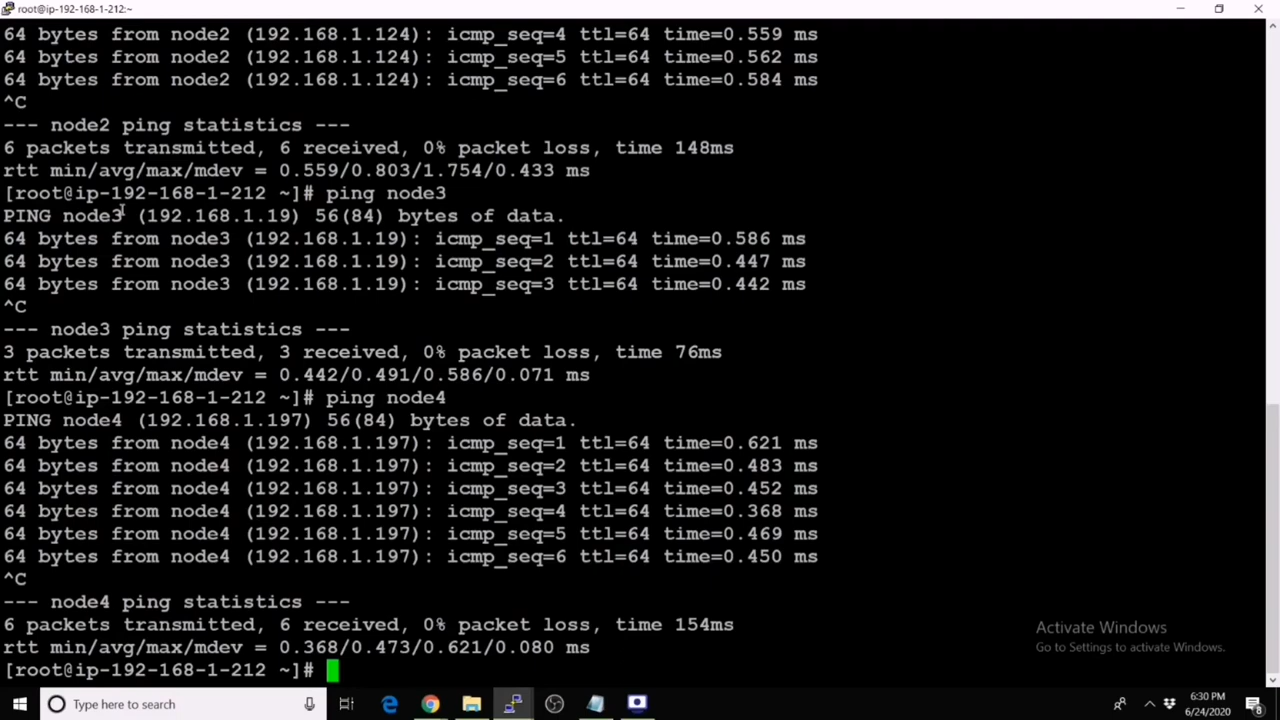 root@ip-192-168-1-212:~
64 bytes from node2 (192.168.1.124): icmp_seq=4 ttl=64 time=0.559 ms
64 bytes from node2 (192.168.1.124): icmp_seq=5 ttl=64 time=0.562 ms
64 bytes from node2 (192.168.1.124): icmp_seq=6 ttl=64 time=0.584 ms
^C
--- node2 ping statistics ---
6 packets transmitted, 6 received, 0% packet loss, time 148ms
rtt min/avg/max/mdev = 0.559/0.803/1.754/0.433 ms
[root@ip-192-168-1-212 ~]# ping node3
PING node3 (192.168.1.19) 56(84) bytes of data.
64 bytes from node3 (192.168.1.19): icmp_seq=1 ttl=64 time=0.586 ms
64 bytes from node3 (192.168.1.19): icmp_seq=2 ttl=64 time=0.447 ms
64 bytes from node3 (192.168.1.19): icmp_seq=3 ttl=64 time=0.442 ms
^C
--- node3 ping statistics ---
3 packets transmitted, 3 received, 0% packet loss, time 76ms
rtt min/avg/max/mdev = 0.442/0.491/0.586/0.071 ms
[root@ip-192-168-1-212 ~]# ping node4
PING node4 (192.168.1.197) 56(84) bytes of data.
64 bytes from node4 (192.168.1.197): icmp_seq=1 ttl=64 time=0.621 ms
64 bytes from node4 (192.168.1.197): icmp_seq=2 ttl=64 time=0.483 ms
64 bytes from node4 (192.168.1.197): icmp_seq=3 ttl=64 time=0.452 ms
64 bytes from node4 (192.168.1.197): icmp_seq=4 ttl=64 time=0.368 ms
64 bytes from node4 (192.168.1.197): icmp_seq=5 ttl=64 time=0.469 ms
64 bytes from node4 (192.168.1.197): icmp_seq=6 ttl=64 time=0.450 ms
^C
--- node4 ping statistics ---
6 packets transmitted, 6 received, 0% packet loss, time 154ms
rtt min/avg/max/mdev = 0.368/0.473/0.621/0.080 ms
[root@ip-192-168-1-212 ~]#
Activate Windows
Go to Settings to activate Windows.
Type here to search
6:30 PM
6/24/2020
8